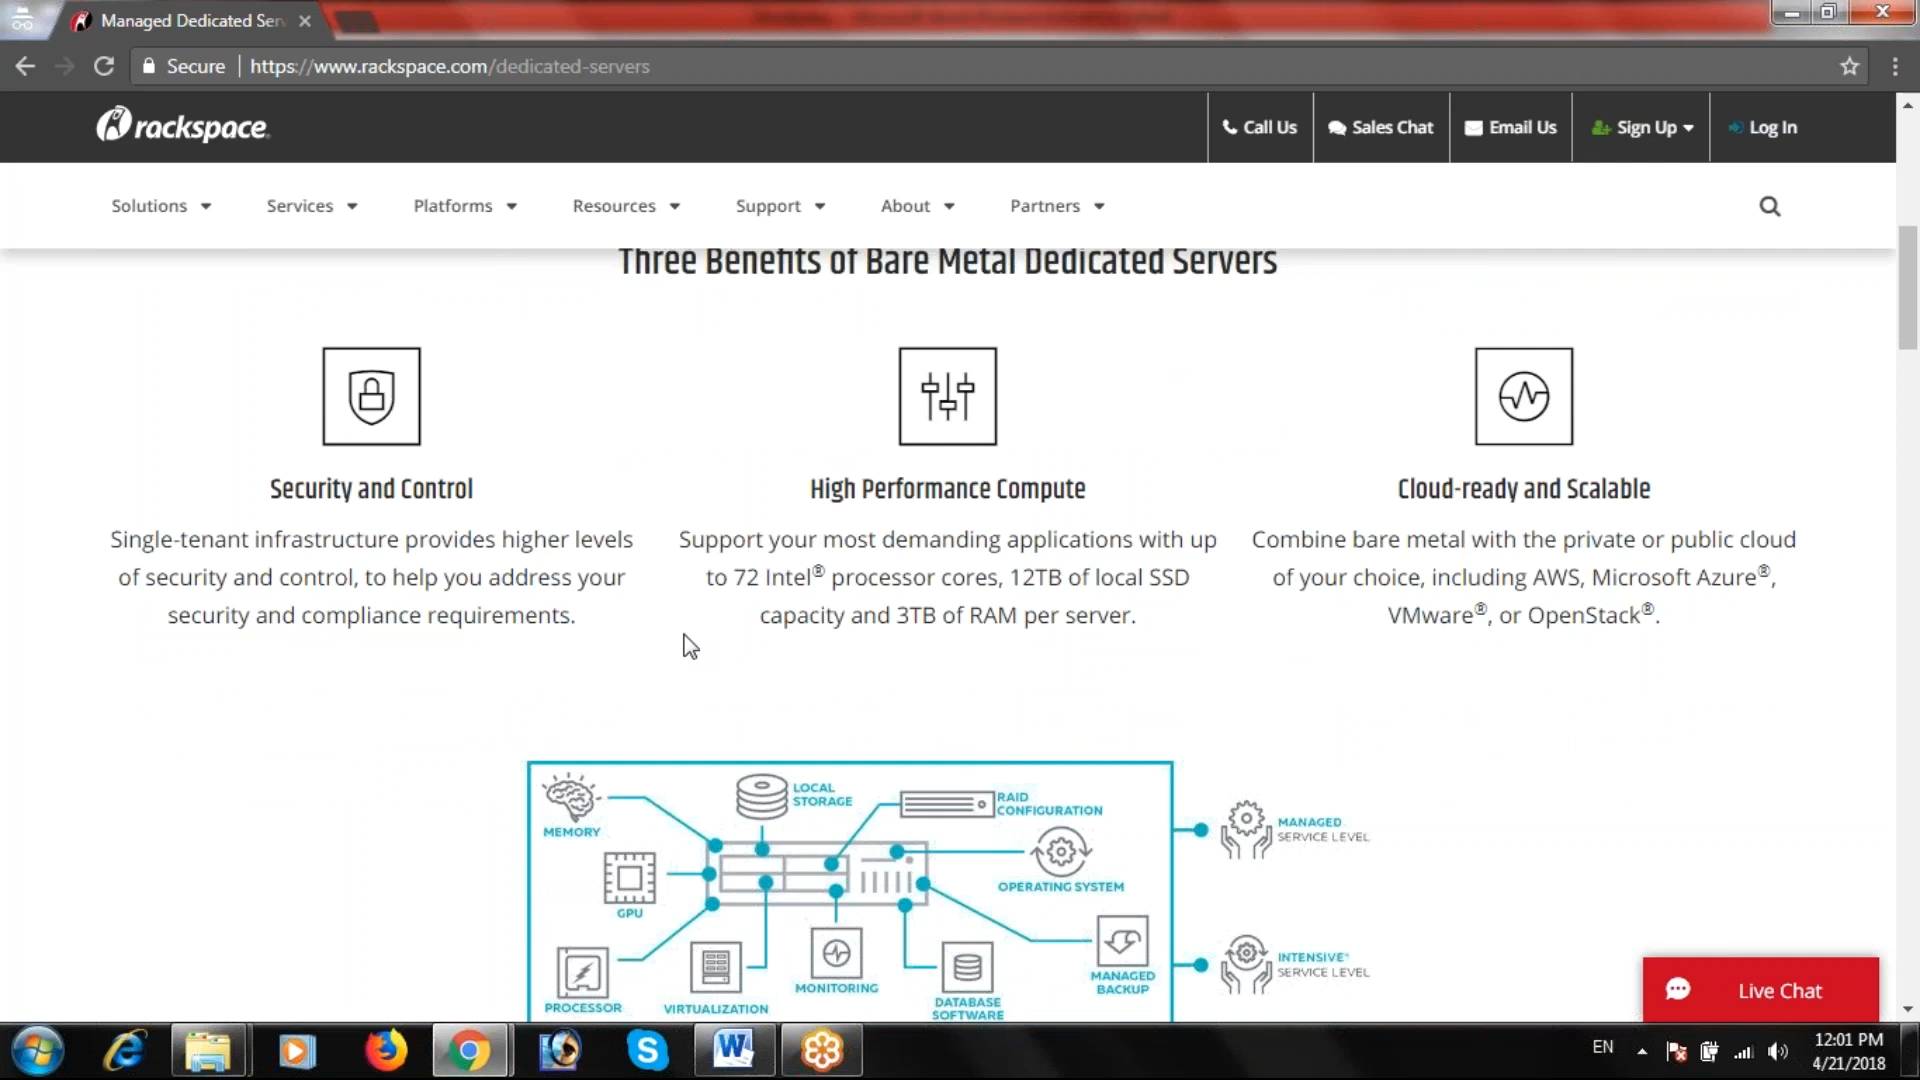 Managed Dedicated Ser
Secure https://www.rackspace.com/dedicated-servers
rackspace
Call Us Sales Chat Email Us Sign Up Log In
Solutions Services Platforms Resources Support About Partners
Three Benefits of Bare Metal Dedicated Servers
Security and Control
Single-tenant infrastructure provides higher levels
of security and control, to help you address your
security and compliance requirements.
High Performance Compute
Support your most demanding applications with up
to 72 Intel® processor cores, 12TB of local SSD
capacity and 3TB of RAM per server.
Cloud-ready and Scalable
Combine bare metal with the private or public cloud
of your choice, including AWS, Microsoft Azure®,
VMware®, or OpenStack®.
MEMORY
LOCAL
STORAGE
RAID
CONFIGURATION
OPERATING SYSTEM
GPU
PROCESSOR
VIRTUALIZATION
MONITORING
DATABASE
SOFTWARE
MANAGED
BACKUP
MANAGED
SERVICE LEVEL
INTENSIVE™
SERVICE LEVEL
Live Chat
EN
12:01 PM
4/21/2018